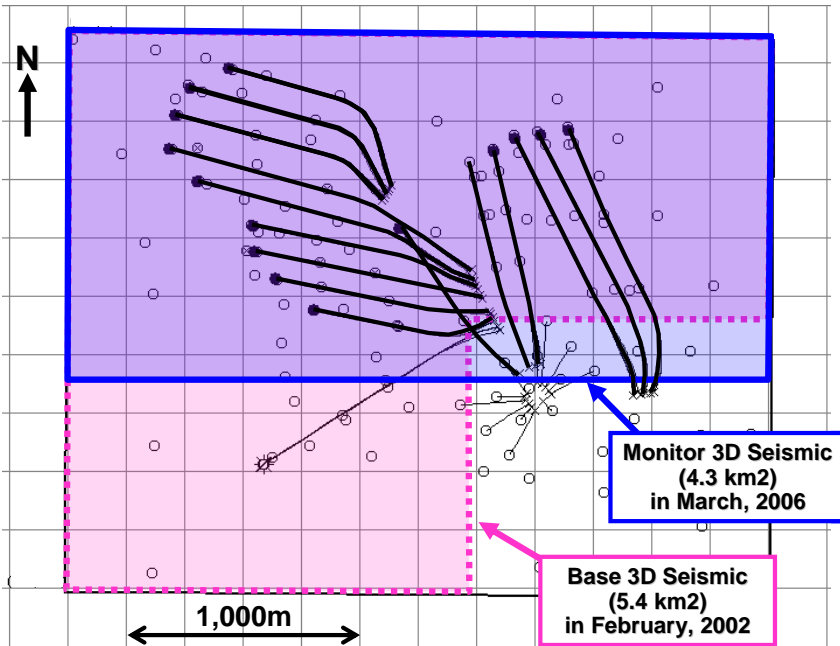 N
Monitor 3D Seismic
(4.3 km2)
in March, 2006
Base 3D Seismic
(5.4 km2)
in February, 2002
1,000m